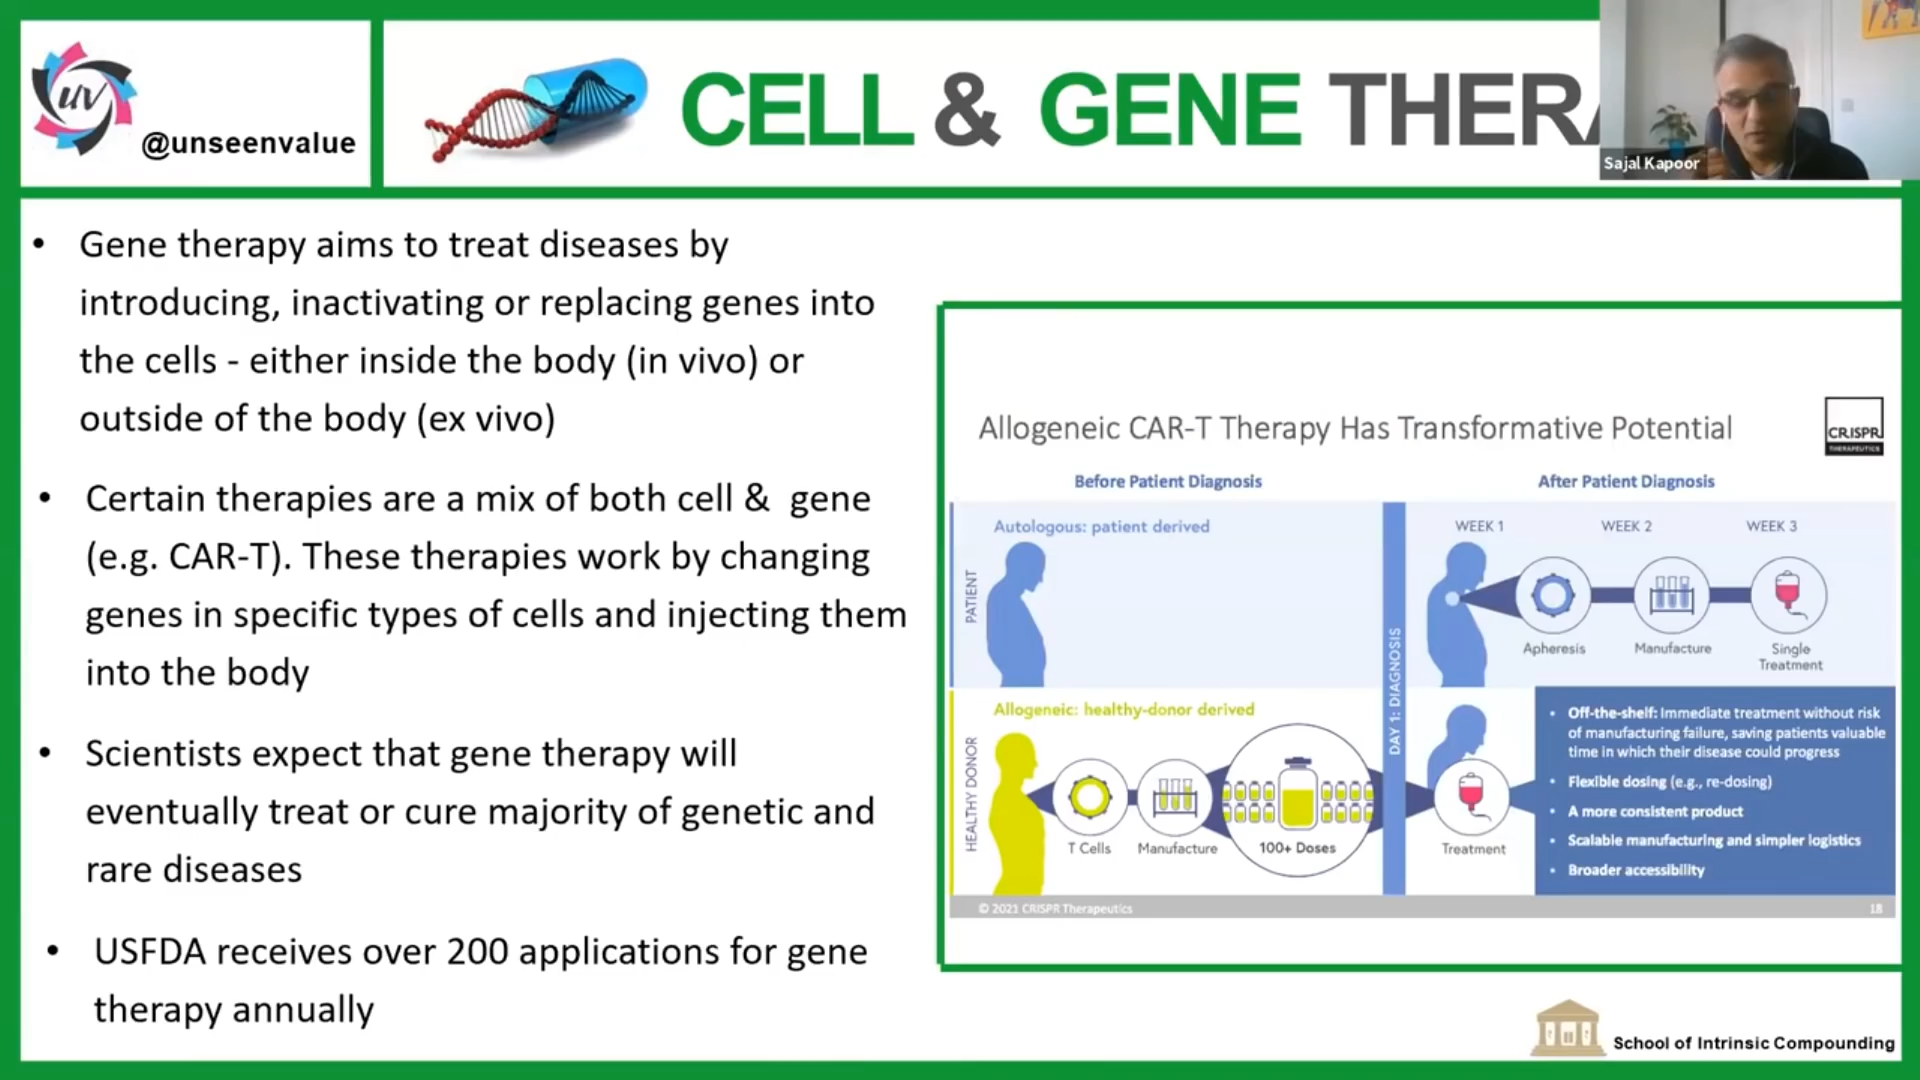 uv
@unseenvalue
CELL & GENE THERA
Sajal Kapoor
• Gene therapy aims to treat diseases by
introducing, inactivating or replacing genes into
the cells - either inside the body (in vivo) or
outside of the body (ex vivo)
• Certain therapies are a mix of both cell & gene
(e.g. CAR-T). These therapies work by changing
genes in specific types of cells and injecting them
into the body
• Scientists expect that gene therapy will
eventually treat or cure majority of genetic and
rare diseases
• USFDA receives over 200 applications for gene
therapy annually
Allogeneic CAR-T Therapy Has Transformative Potential
CRISPR
THERAPEUTICS
Before Patient Diagnosis
After Patient Diagnosis
Autologous: patient derived
PATIENT
DAY 1: DIAGNOSIS
WEEK 1 WEEK 2 WEEK 3
Apheresis
Manufacture
Single
Treatment
Allogeneic: healthy-donor derived
HEALTHY DONOR
T Cells
Manufacture
100+ Doses
Treatment
• Off-the-shelf: Immediate treatment without risk
of manufacturing failure, saving patients valuable
time in which their disease could progress
• Flexible dosing (e.g., re-dosing)
• A more consistent product
• Scalable manufacturing and simpler logistics
• Broader accessibility
© 2021 CRISPR Therapeutics
18
School of Intrinsic Compounding